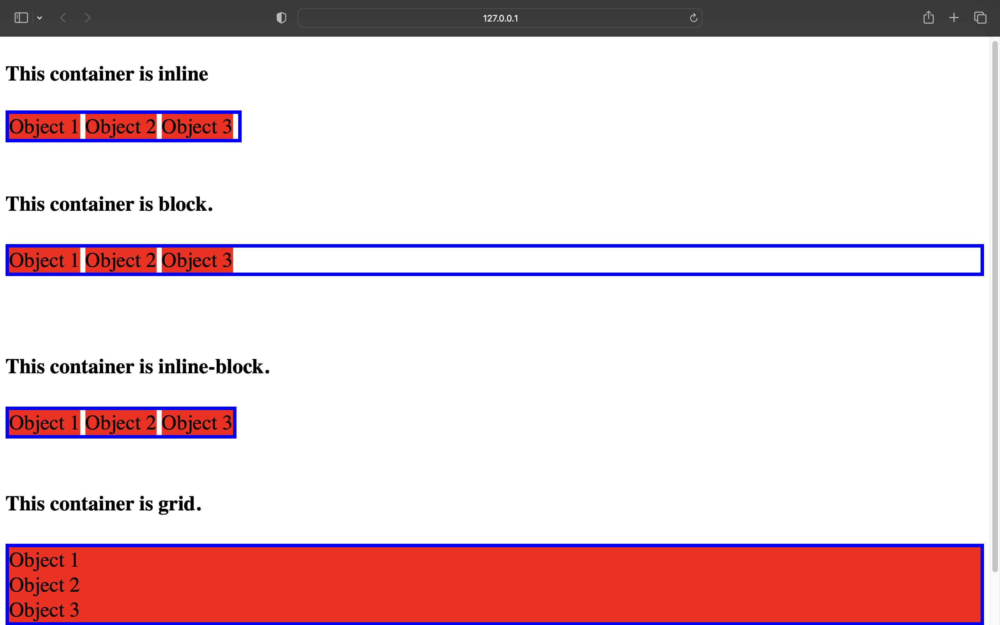 127.0.0.1
This container is inline
Object 1 Object 2 Object 3
This container is block.
Object 1 Object 2 Object 3
This container is inline-block.
Object 1 Object 2 Object 3
This container is grid.
Object 1
Object 2
Object 3